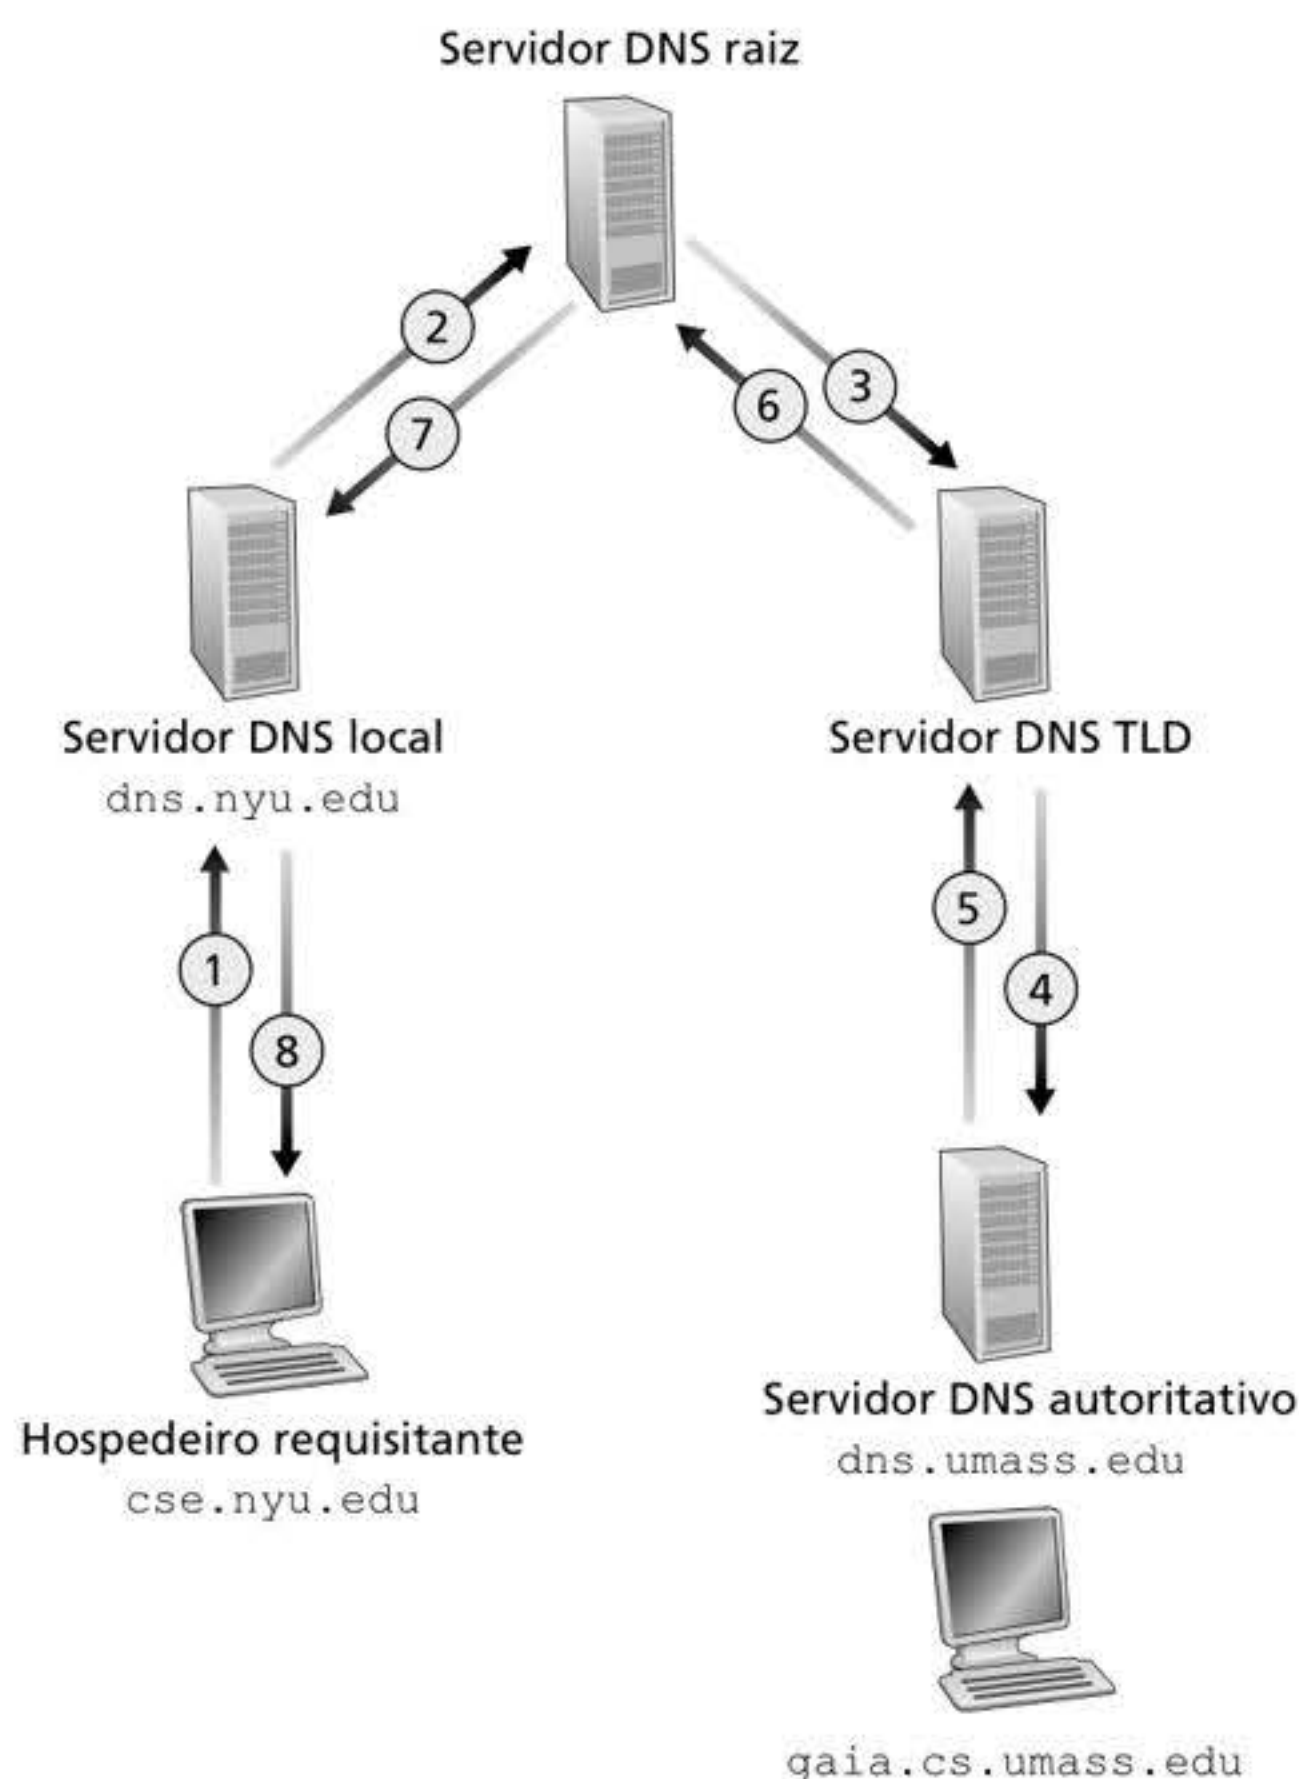 Servidor DNS raiz
2
7
3
6
Servidor DNS local
dns.nyu.edu
Servidor DNS TLD
1
8
5
4
Servidor DNS autoritativo
dns.umass.edu
Hospedeiro requisitante
cse.nyu.edu
gaia.cs.umass.edu